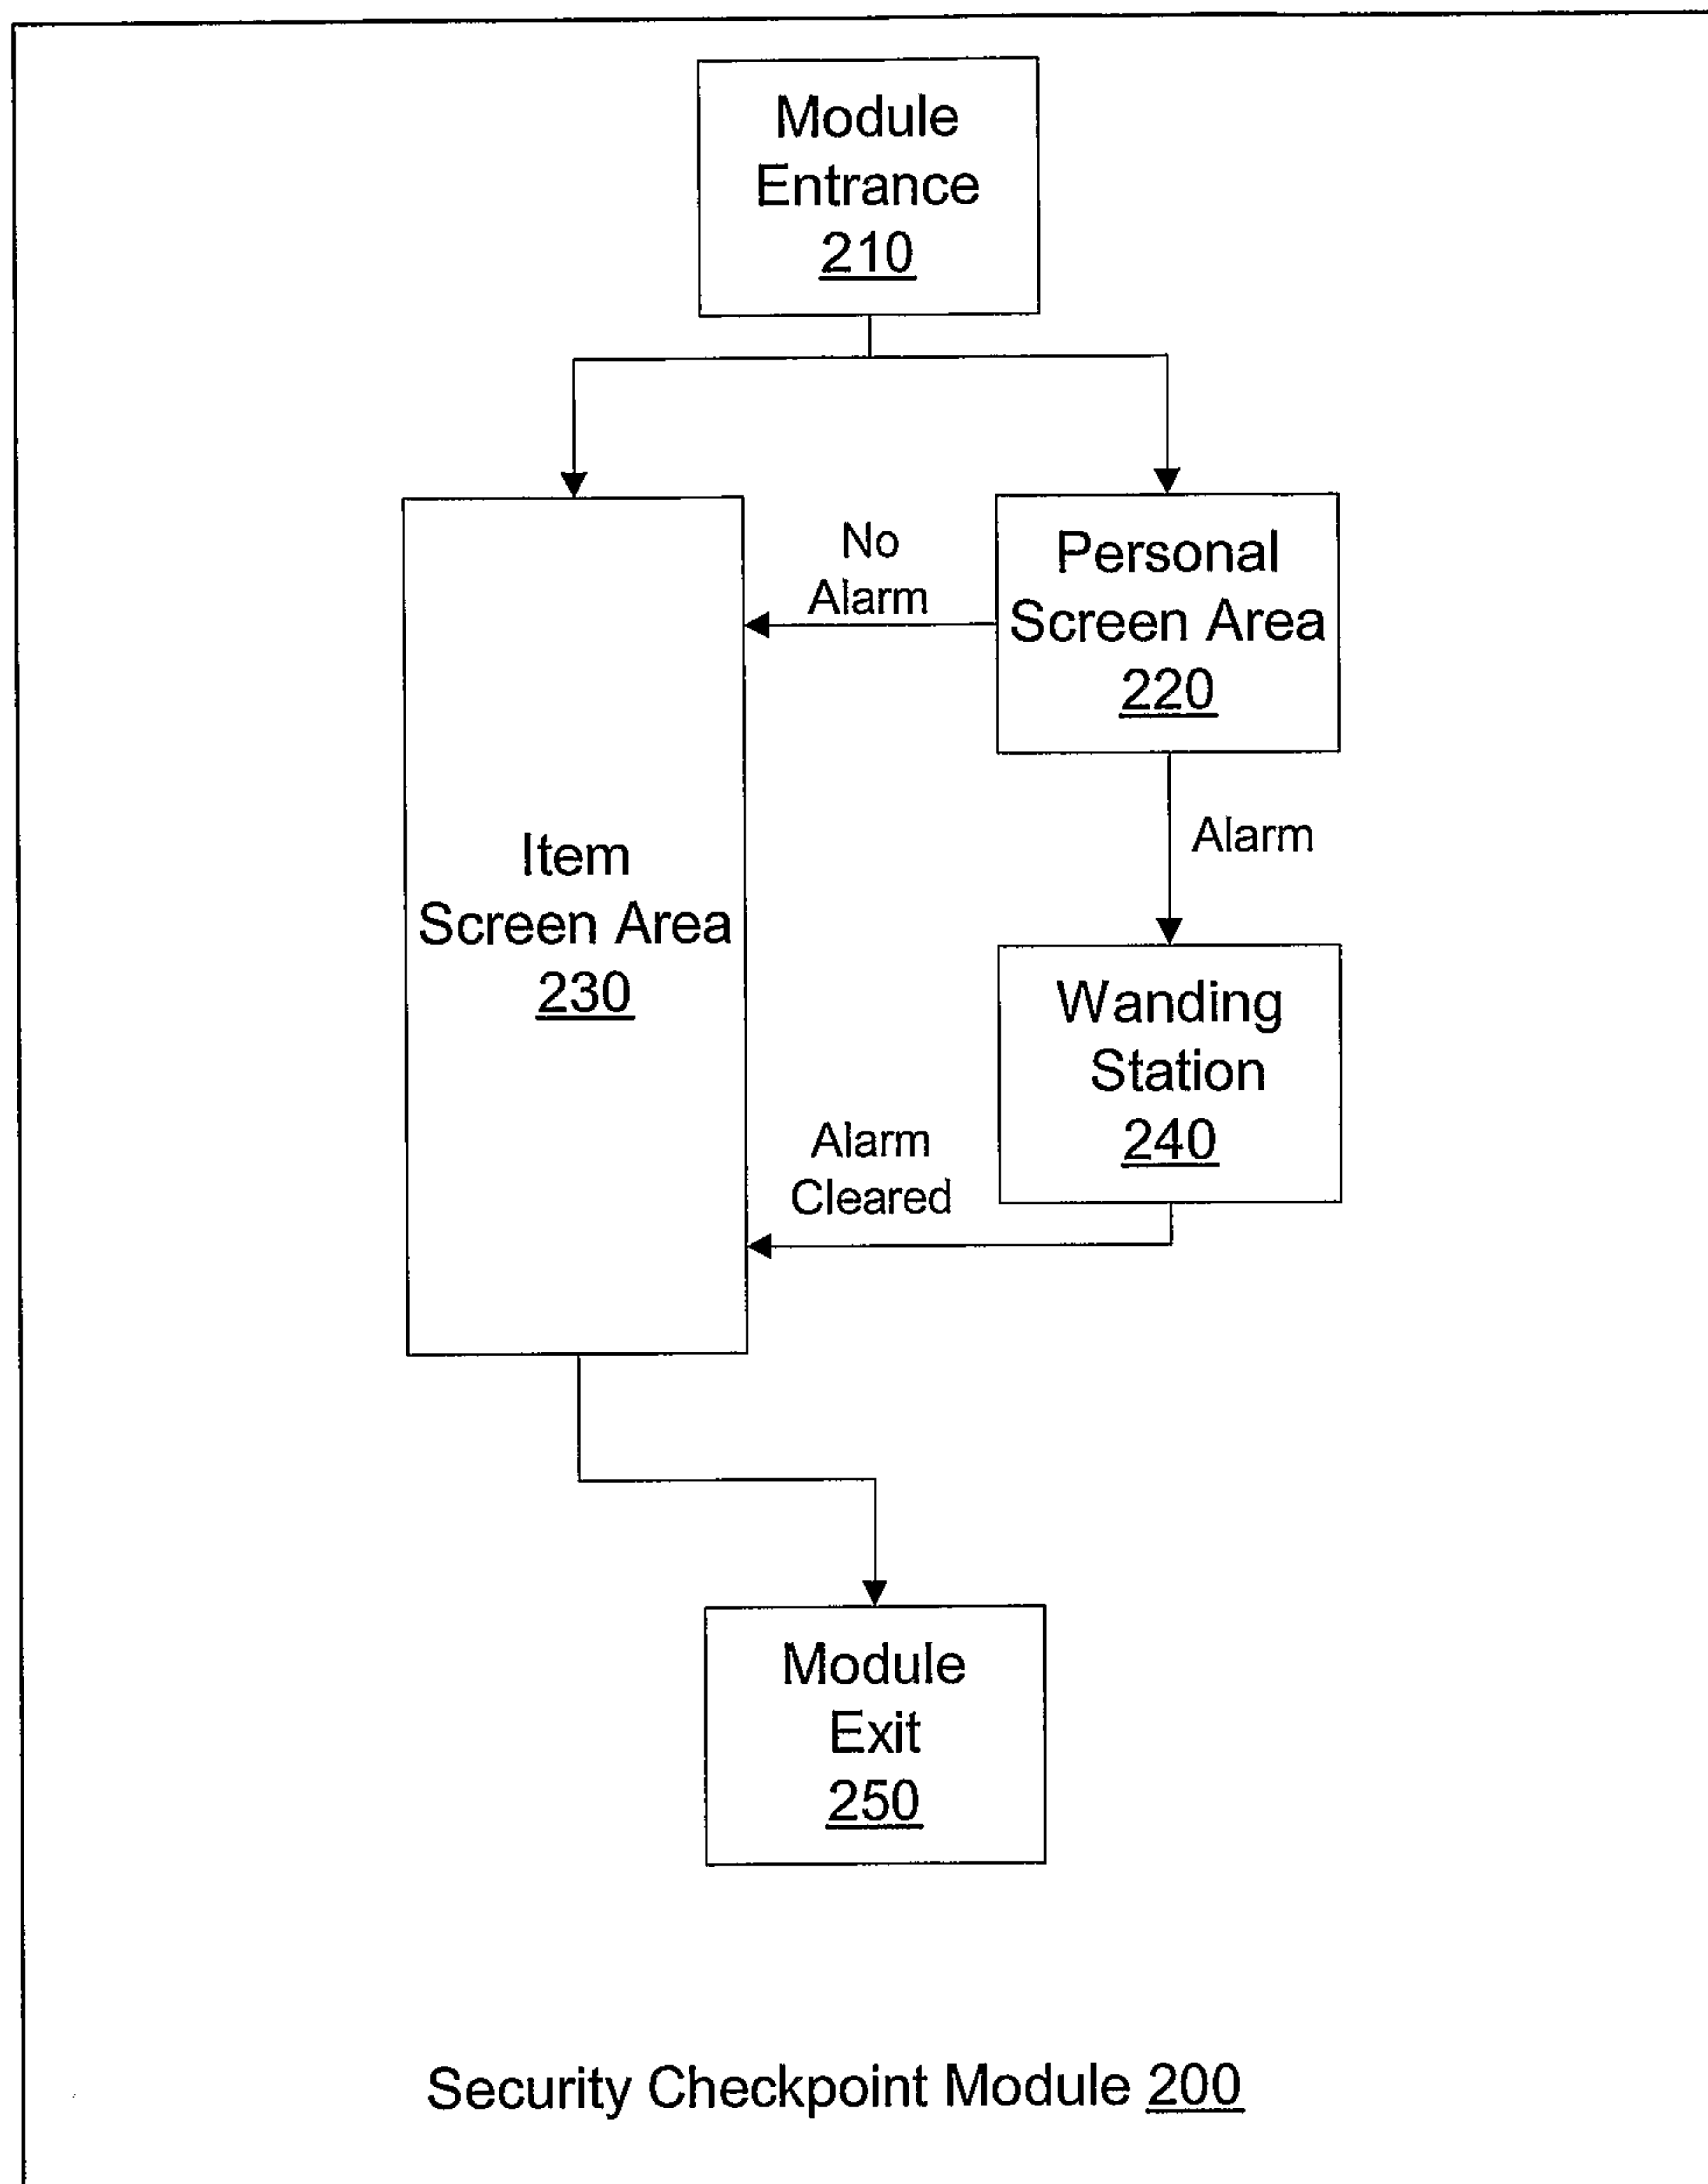 Module
Entrance
210
No
Alarm
Personal
Screen Area
220
Alarm
Item
Screen Area
230
Wanding
Station
240
Alarm
Cleared
Module
Exit
250
Security Checkpoint Module 200